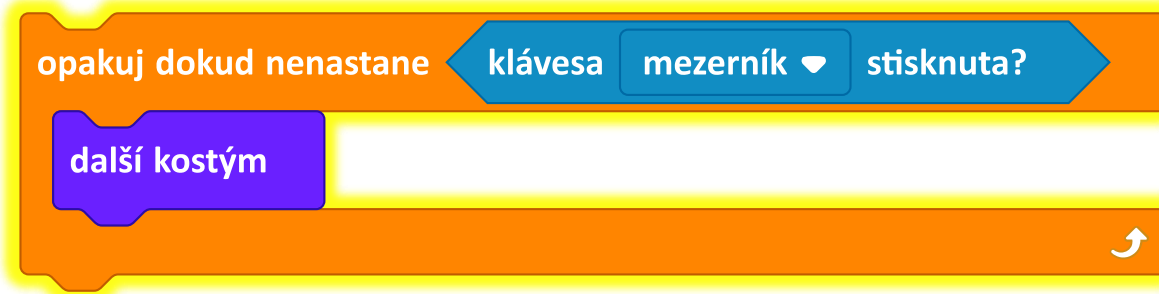 opakuj dokud nenastane klávesa mezerník stisknuta?
další kostým